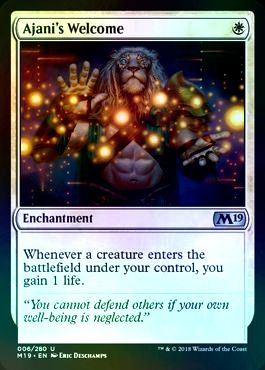 Ajani's Welcome
Enchantment
M19
Whenever a creature enters the
battlefield under your control, you
gain 1 life.
"You cannot defend others if your own
well-being is neglected."
006/280 U
M19 • EN ERIC DESCHAMPS
™ & © 2018 Wizards of the Coast